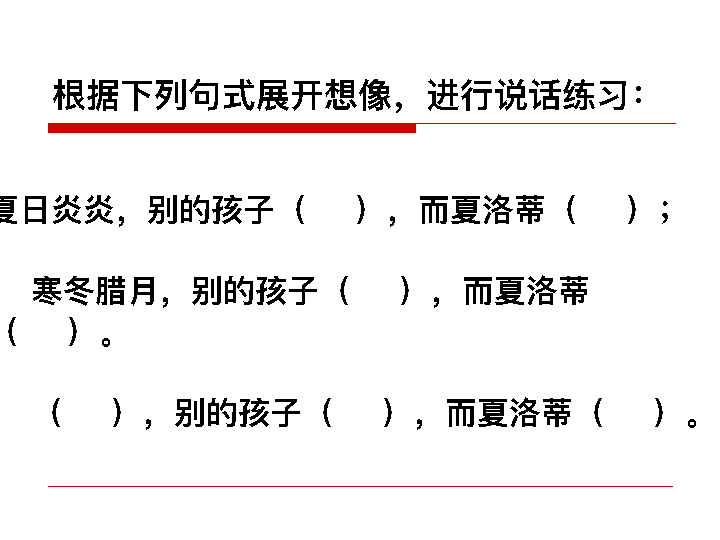 根据下列句式展开想像，进行说话练习：
夏日炎炎，别的孩子（　），而夏洛蒂（　）；
寒冬腊月，别的孩子（　），而夏洛蒂
（　）。
（　），别的孩子（　），而夏洛蒂（　）。